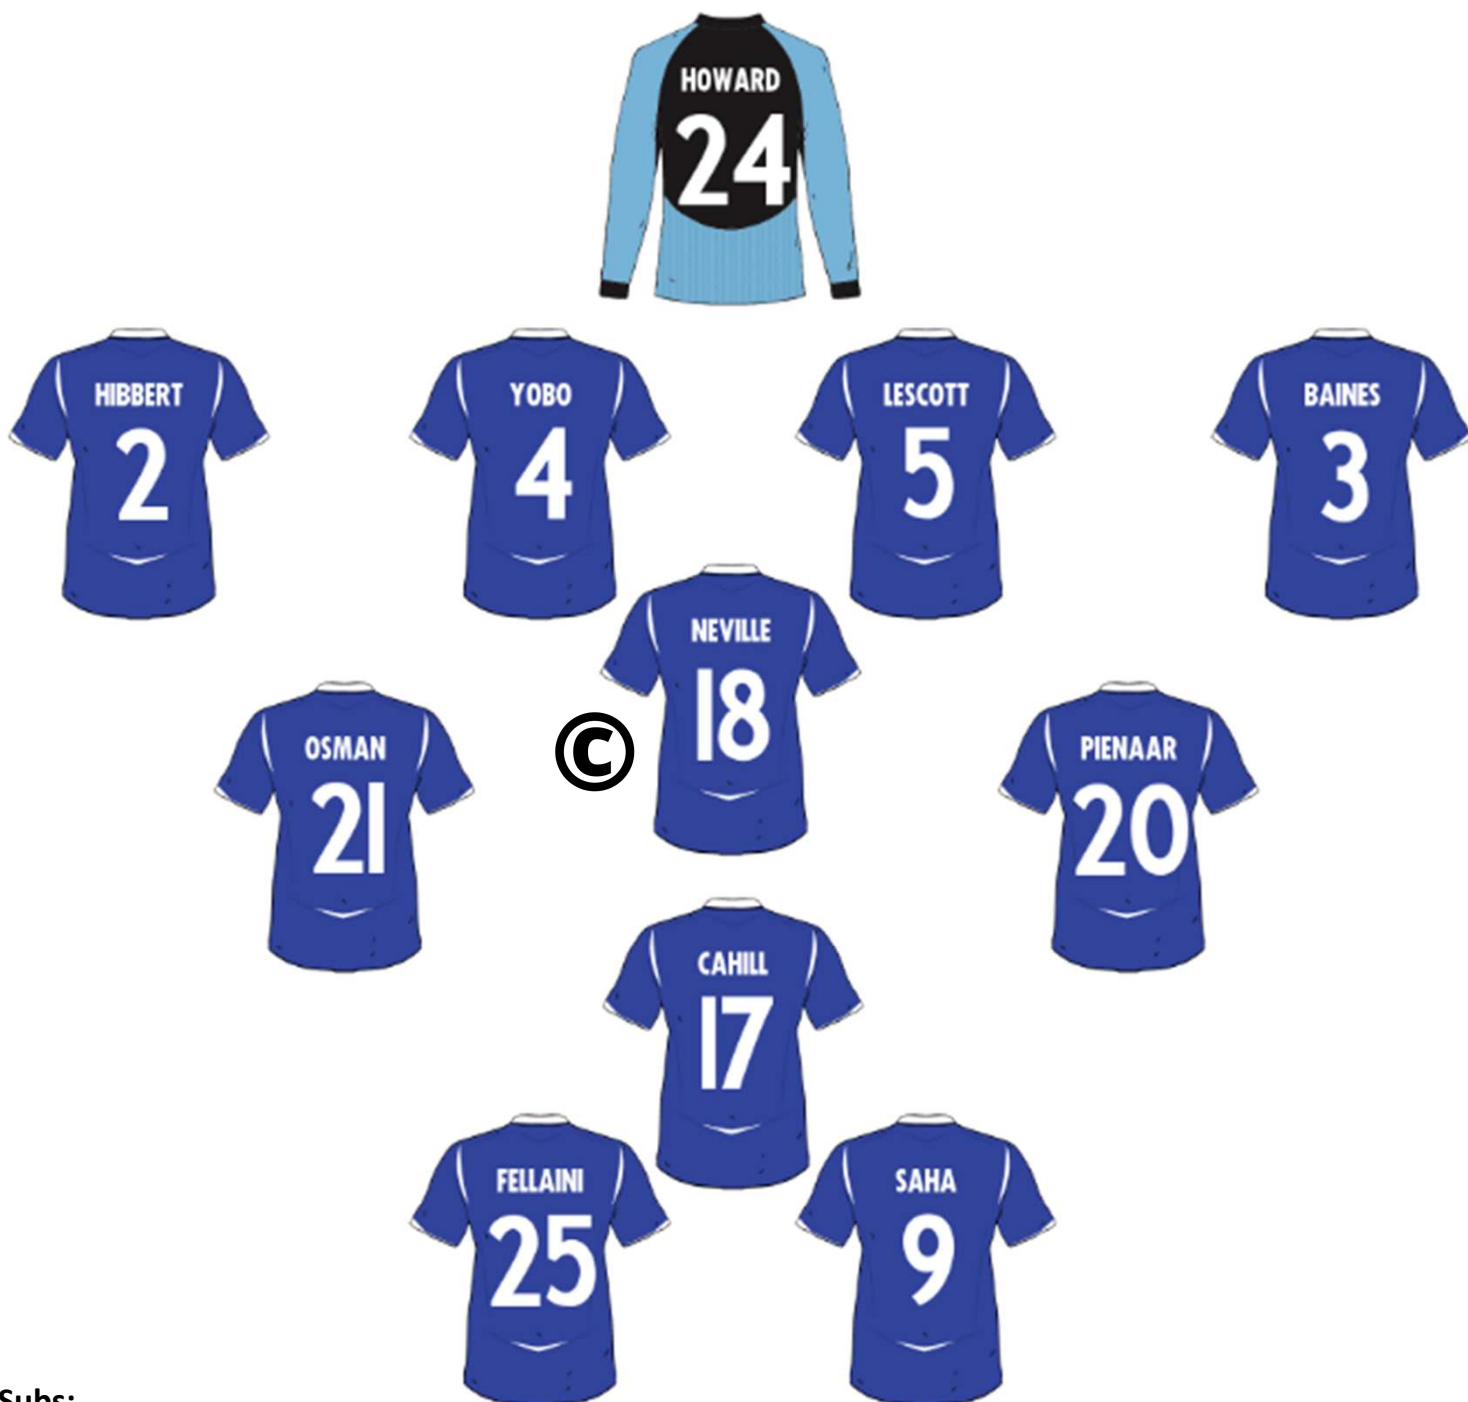 HOWARD
24
HIBBERT
2
YOBO
4
LESCOTT
5
BAINES
3
NEVILLE
18
©
OSMAN
21
PIENAAR
20
CAHILL
17
FELLAINI
25
SAHA
9
Subs: